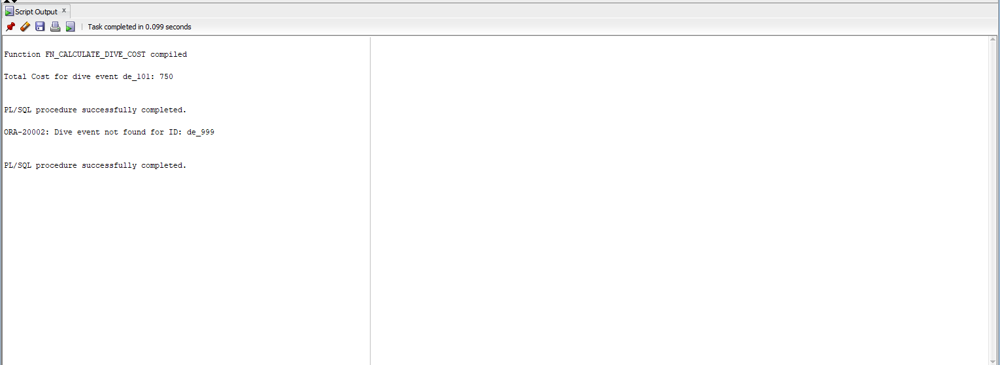 Script Output x
Task completed in 0.099 seconds
Function FN_CALCULATE_DIVE_COST compiled
Total Cost for dive event de_101: 750
PL/SQL procedure successfully completed.
ORA-20002: Dive event not found for ID: de_999
PL/SQL procedure successfully completed.